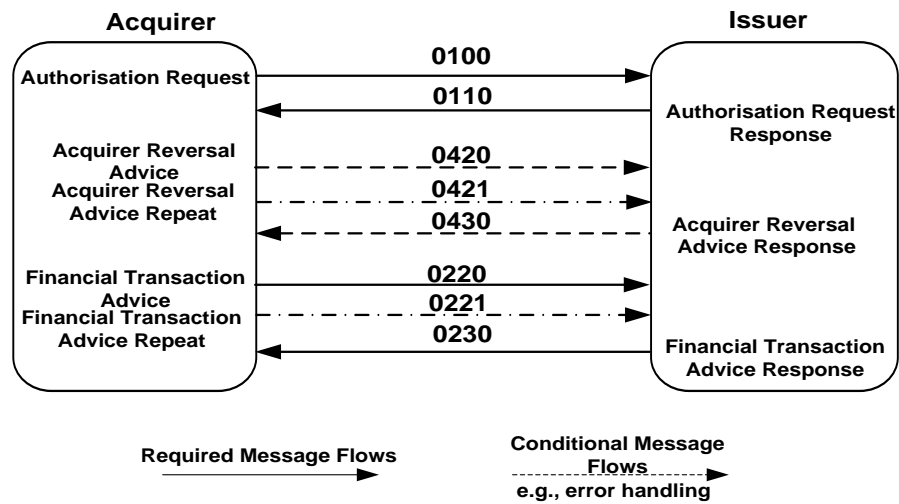 Acquirer
Issuer
Authorisation Request
0100
0110
Authorisation Request
Response
Acquirer Reversal
Advice
0420
Acquirer Reversal
Advice Repeat
0421
0430
Acquirer Reversal
Advice Response
Financial Transaction
Advice
0220
Financial Transaction
Advice Repeat
0221
0230
Financial Transaction
Advice Response
Required Message Flows
Conditional Message
Flows
e.g., error handling